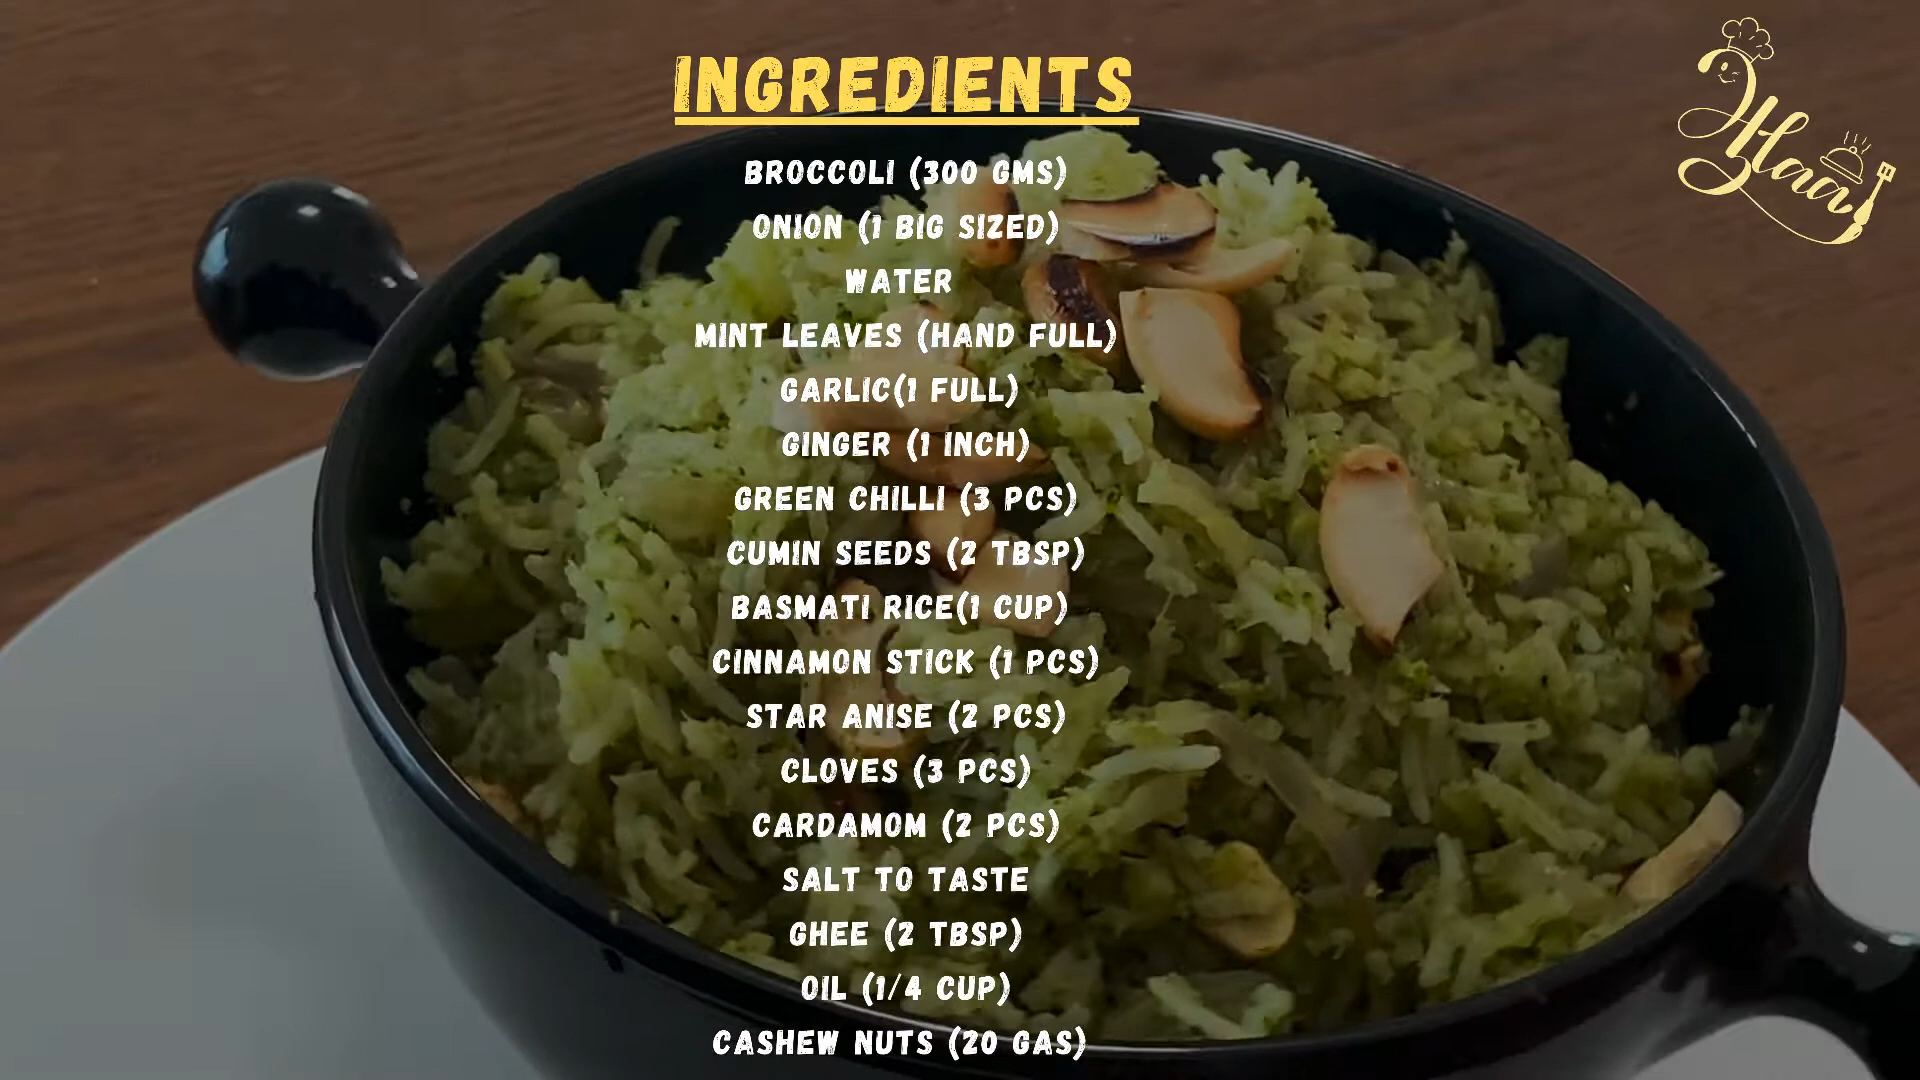 INGREDIENTS
BROCCOLI (300 GMS)
ONION (1 BIG SIZED)
WATER
MINT LEAVES (HAND FULL)
GARLIC(1 FULL)
GINGER (1 INCH)
GREEN CHILLI (3 PCS)
CUMIN SEEDS (2 TBSP)
BASMATI RICE(1 CUP)
CINNAMON STICK (1 PCS)
STAR ANISE (2 PCS)
CLOVES (3 PCS)
CARDAMOM (2 PCS)
SALT TO TASTE
GHEE (2 TBSP)
OIL (1/4 CUP)
CASHEW NUTS (20 GAS)